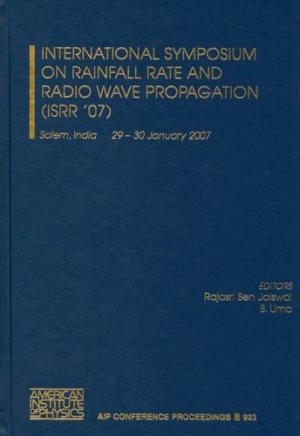 INTERNATIONAL SYMPOSIUM
ON RAINFALL RATE AND
RADIO WAVE PROPAGATION
(ISRR '07)
Salem, India 29 – 30 January 2007
EDITORS
Rajasri Sen Jaiswal
S. Uma
AMERICAN
INSTITUTE
OF PHYSICS
AIP CONFERENCE PROCEEDINGS ■ 923